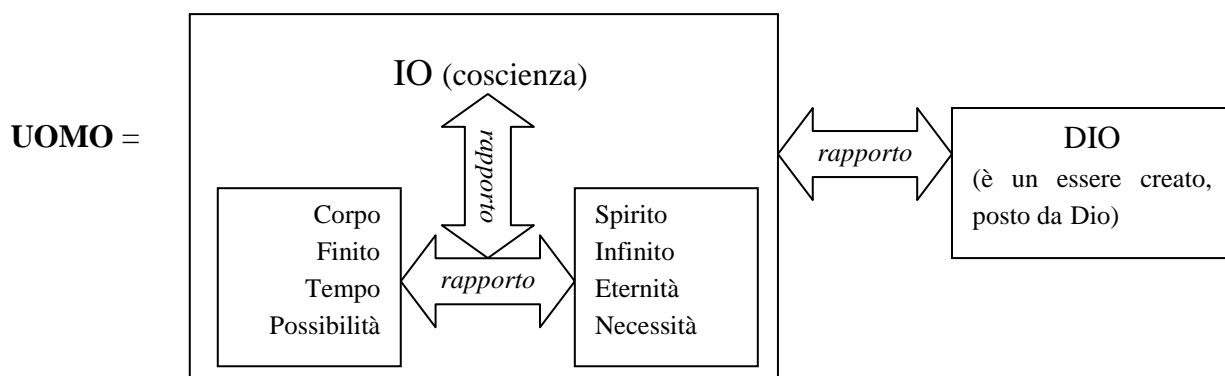 IO (coscienza)
UOMO =
rapporto
rapporto
DIO
(è un essere creato,
posto da Dio)
Corpo
Finito
Tempo
Possibilità
rapporto
Spirito
Infinito
Eternità
Necessità